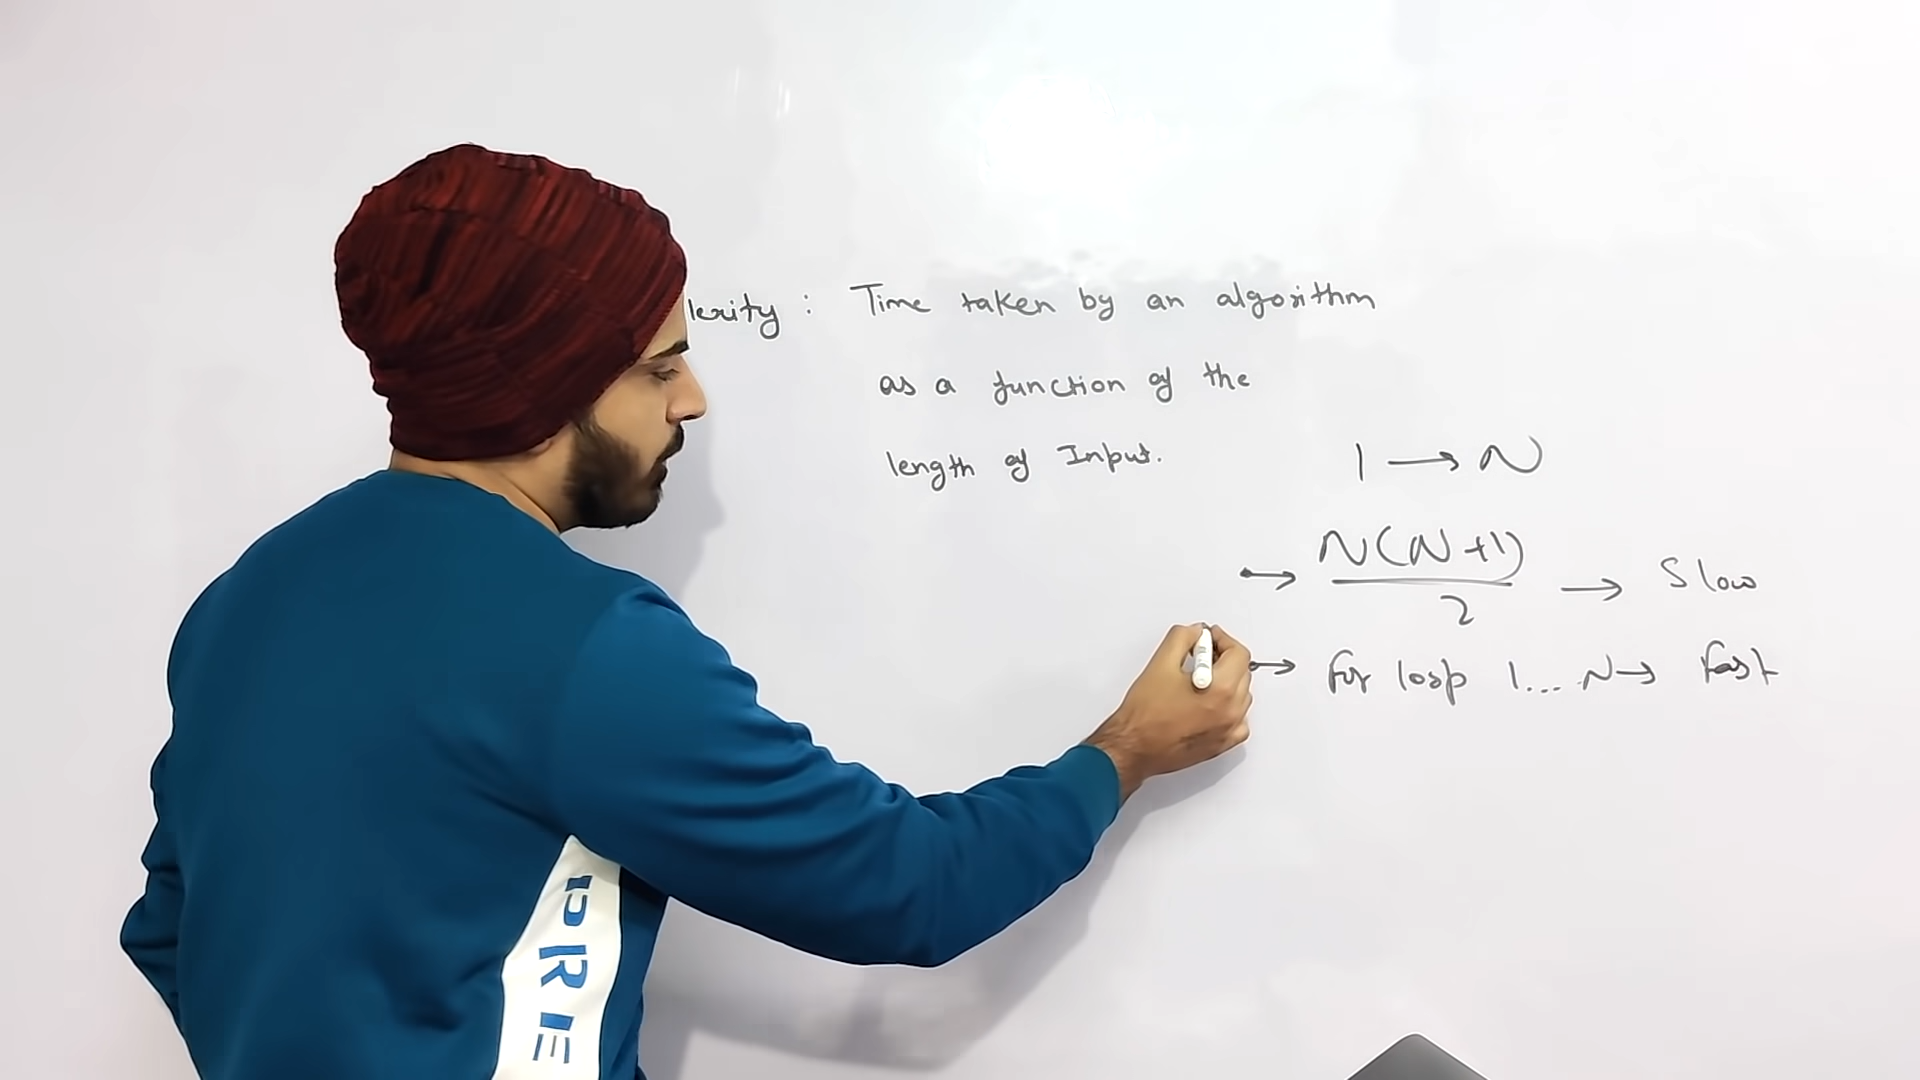 lexity : Time taken by an algorithm
as a function of the
length of Input.
1 → N
→ N(N+1)/2 → Slow
→ for loop 1... N → Fast